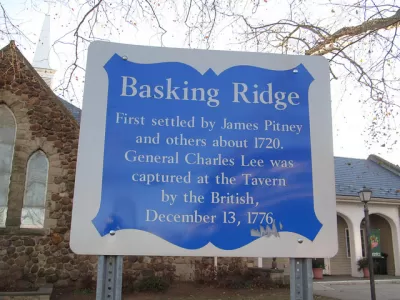 Basking Ridge
First settled by James Pitney
and others about 1720.
General Charles Lee was
captured at the Tavern
by the British,
December 13, 1776